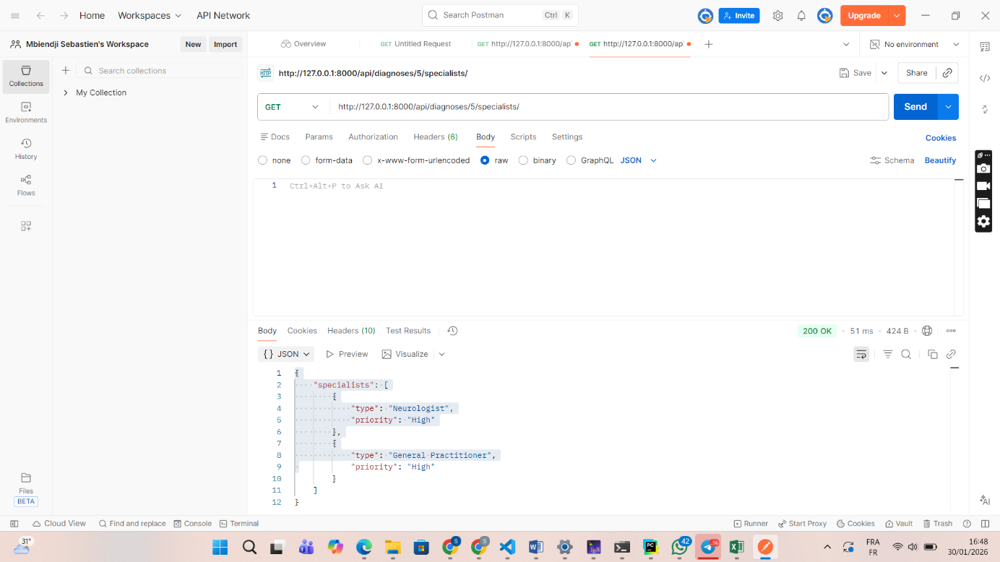 Home
Workspaces
API Network
Search Postman
Ctrl
K
Invite
Upgrade
Mbiendji Sebastien's Workspace
New
Import
Overview
GET Untitled Request
GET http://127.0.0.1:8000/ap
GET http://127.0.0.1:8000/ap
No environment
Collections
Search collections
HTTP
http://127.0.0.1:8000/api/diagnoses/5/specialists/
Save
Share
My Collection
GET
http://127.0.0.1:8000/api/diagnoses/5/specialists/
Send
Environments
Docs
Params
Authorization
Headers (6)
Body
Scripts
Settings
Cookies
History
none
form-data
x-www-form-urlencoded
raw
binary
GraphQL
JSON
Schema
Beautify
Flows
1
Ctrl+Alt+P to Ask AI
Body
Cookies
Headers (10)
Test Results
200 OK
51 ms
424 B
{} JSON
Preview
Visualize
1 {
2 "specialists": [
3 {
4 "type": "Neurologist",
5 "priority": "High"
6 },
7 {
8 "type": "General Practitioner",
9 "priority": "High"
10 }
11 ]
12 }
Files
BETA
AI
Cloud View
Find and replace
Console
Terminal
Runner
Start Proxy
Cookies
Vault
Trash
31°
S
S
PC
42
96
FRA
FR
16:48
30/01/2026